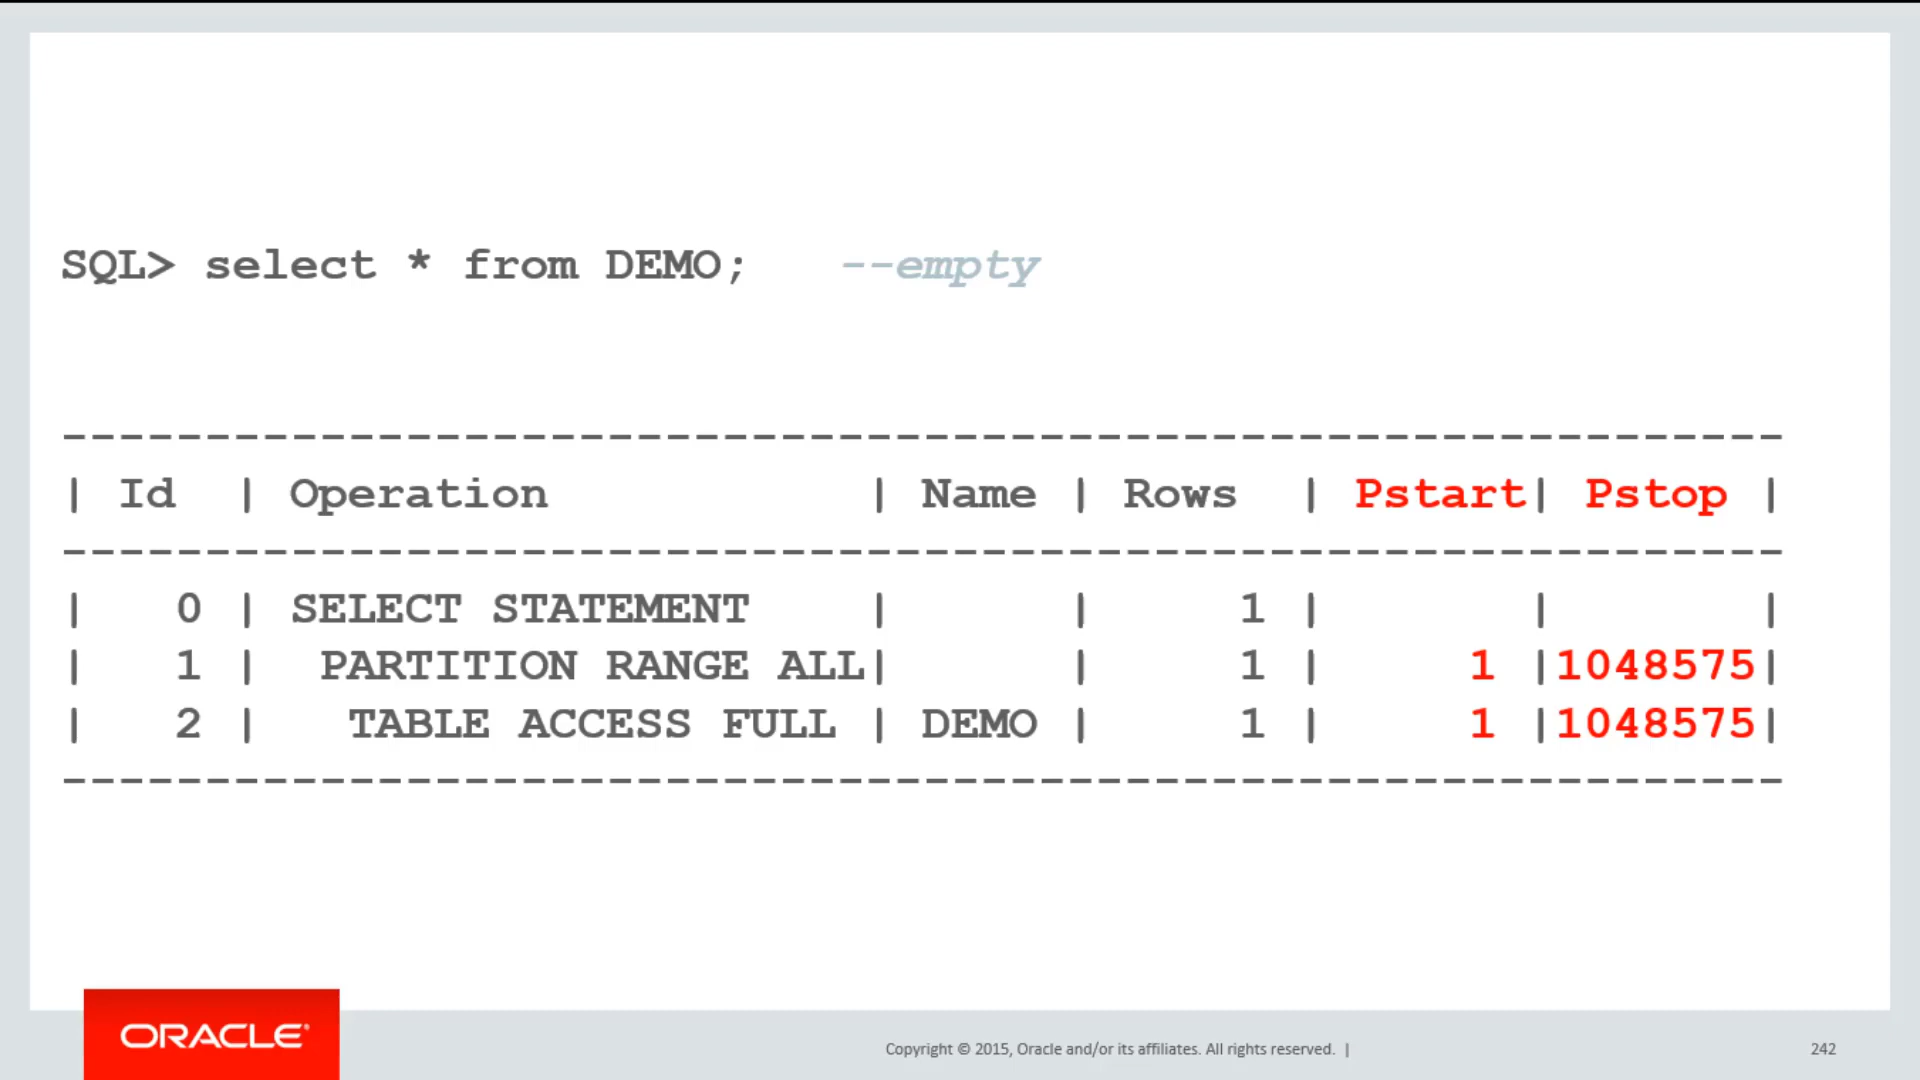 SQL> select * from DEMO;   --empty
------------------------------------------------------------
| Id  | Operation           | Name | Rows  | Pstart| Pstop |
------------------------------------------------------------
|   0 | SELECT STATEMENT    |      |     1 |       |       |
|   1 |  PARTITION RANGE ALL|      |     1 |     1 |1048575|
|   2 |   TABLE ACCESS FULL | DEMO |     1 |     1 |1048575|
------------------------------------------------------------
ORACLE®
Copyright © 2015, Oracle and/or its affiliates. All rights reserved. |
242